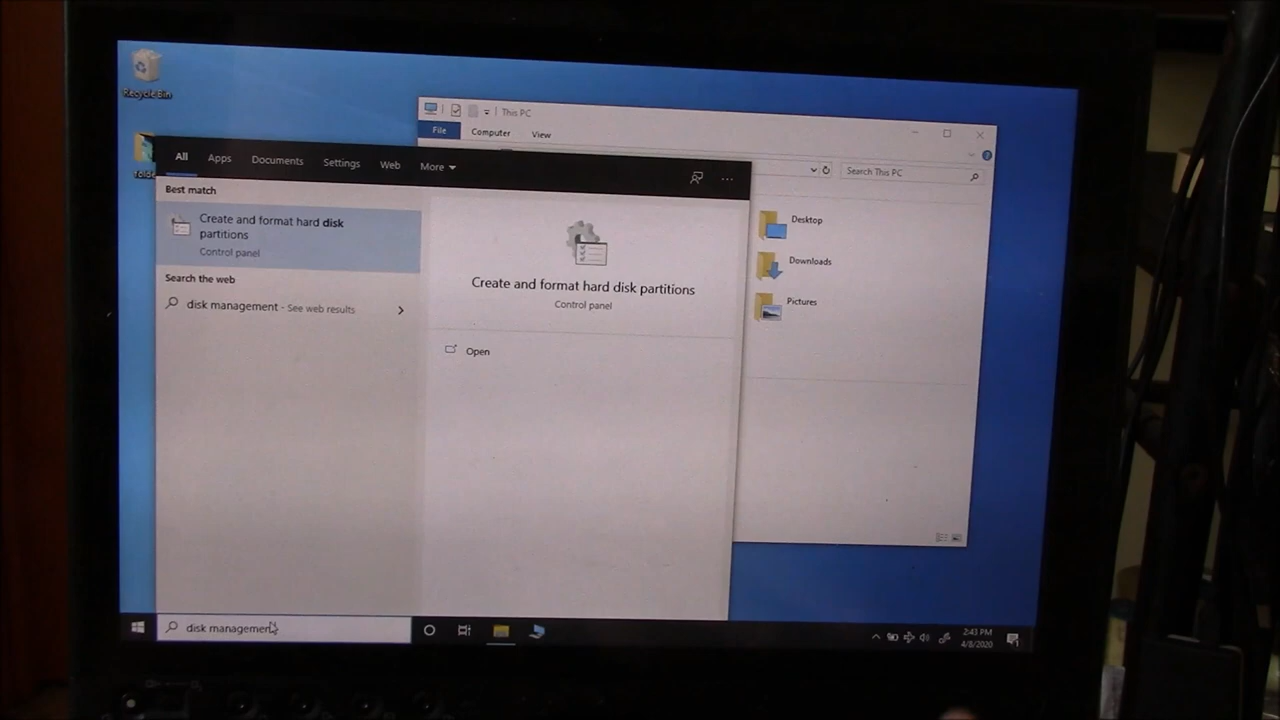 Recycle Bin
This PC
File Computer View
Search This PC
All Apps Documents Settings Web More
Best match
Create and format hard disk
partitions
Control panel
Search the web
disk management - See web results
Create and format hard disk partitions
Control panel
Open
Desktop
Downloads
Pictures
disk management
2:43 PM
4/8/2020